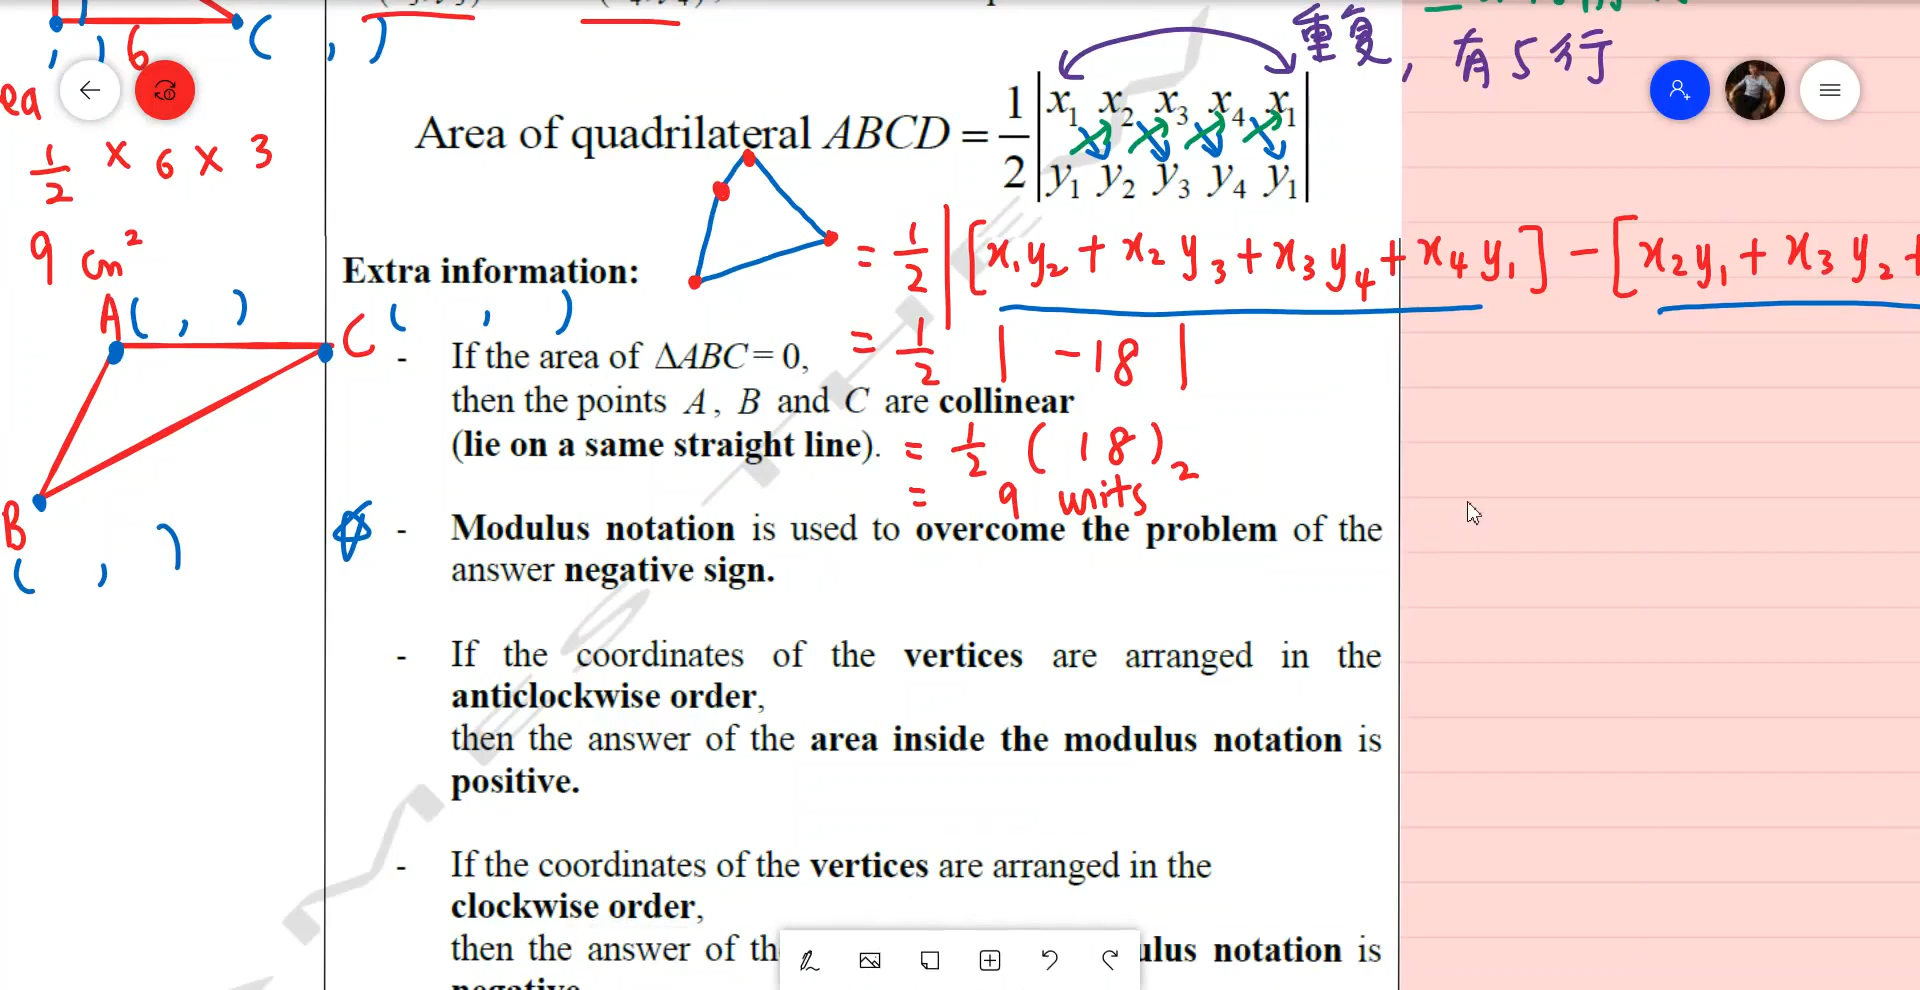 重复, 有5行
Area of quadrilateral ABCD = 1/2 | x₁ x₂ x₃ x₄ x₁ |
| y₁ y₂ y₃ y₄ y₁ |
= 1/2 | [x₁y₂ + x₂y₃ + x₃y₄ + x₄y₁] - [x₂y₁ + x₃y₂ +
= 1/2 | -18 |
= 1/2 (18)
= 9 units²
6 ( , )
ea
1/2 × 6 × 3
9 cm²
A( , )
C ( , )
B
( , )
Extra information:
- If the area of ΔABC = 0,
then the points A, B and C are collinear
(lie on a same straight line).
- Modulus notation is used to overcome the problem of the
answer negative sign.
- If the coordinates of the vertices are arranged in the
anticlockwise order,
then the answer of the area inside the modulus notation is
positive.
- If the coordinates of the vertices are arranged in the
clockwise order,
then the answer of th ulus notation is
negative